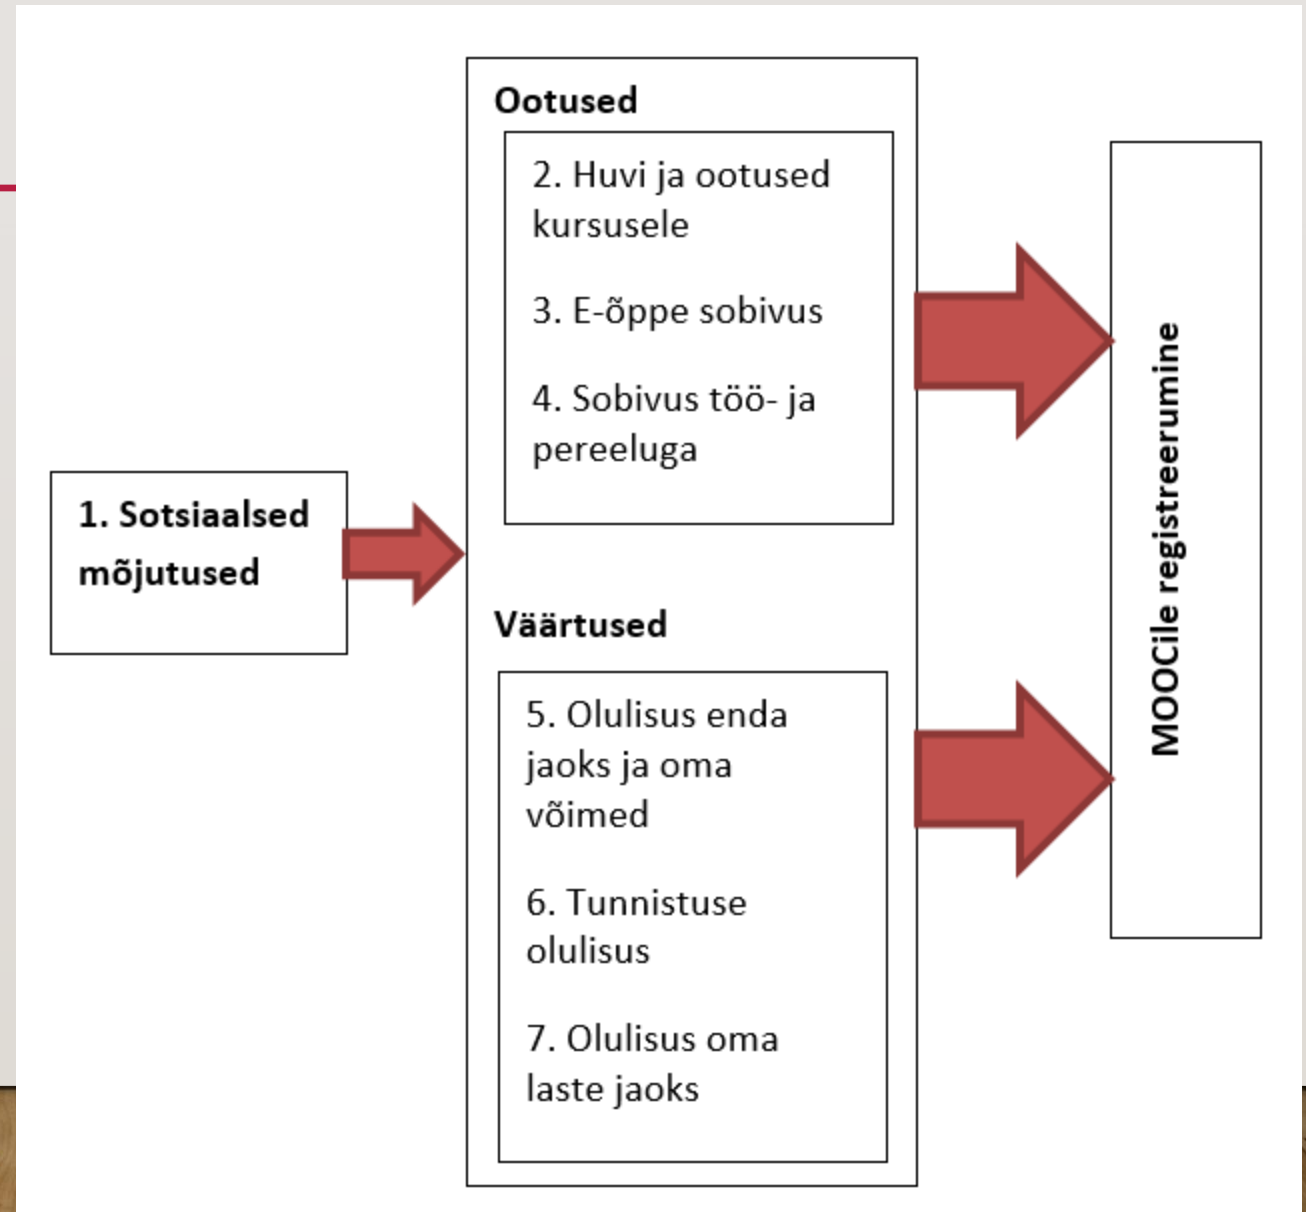 1. Sotsiaalsed
mõjutused
Ootused
2. Huvi ja ootused
kursusele
3. E-õppe sobivus
4. Sobivus töö- ja
pereeluga
Väärtused
5. Olulisus enda
jaoks ja oma
võimed
6. Tunnistuse
olulisus
7. Olulisus oma
laste jaoks
MOOCile registreerumine